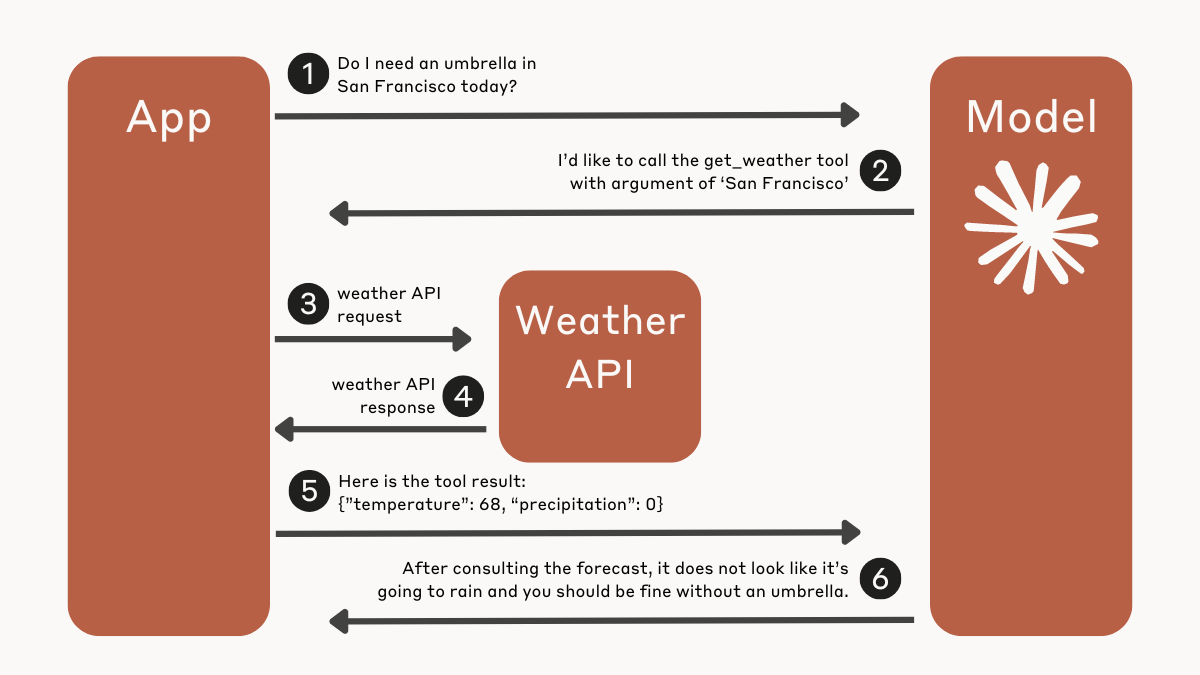 App
1
Do I need an umbrella in
San Francisco today?
Model
I’d like to call the get_weather tool
with argument of ‘San Francisco’
2
3
weather API
request
Weather
API
weather API
response
4
5
Here is the tool result:
{”temperature”: 68, “precipitation”: 0}
After consulting the forecast, it does not look like it’s
going to rain and you should be fine without an umbrella.
6